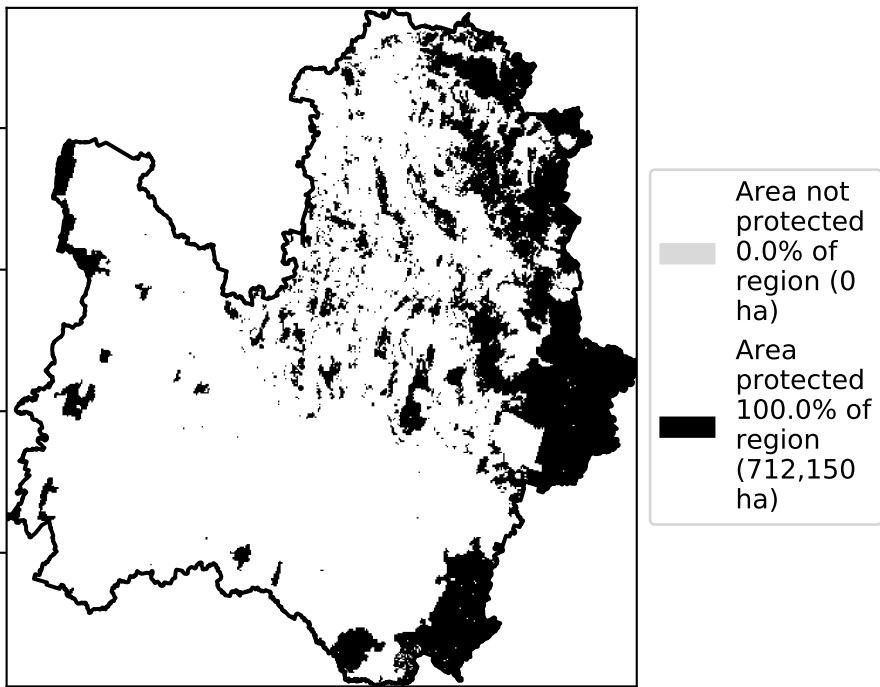 Area not
protected
0.0% of
region (0
ha)
Area
protected
100.0% of
region
(712,150
ha)